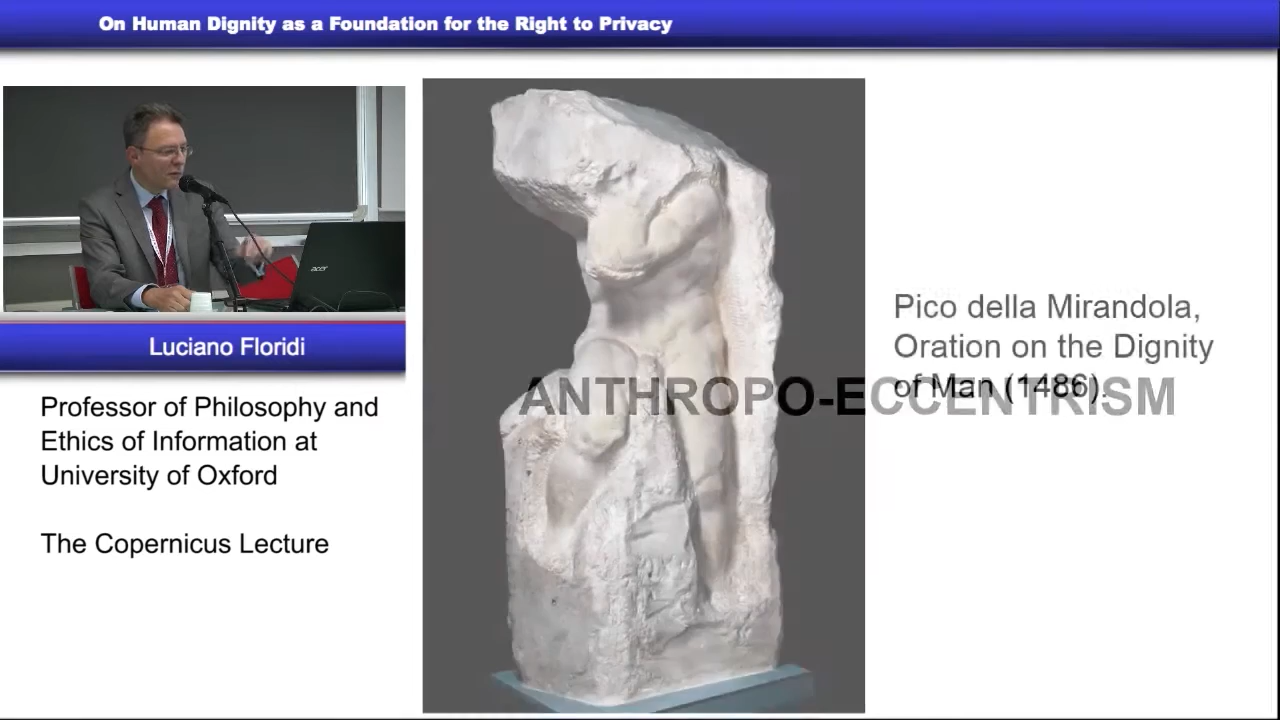 On Human Dignity as a Foundation for the Right to Privacy
acer
Luciano Floridi
Professor of Philosophy and
Ethics of Information at
University of Oxford
The Copernicus Lecture
Pico della Mirandola,
Oration on the Dignity
of Man (1486).
ANTHROPO-ECCENTRISM